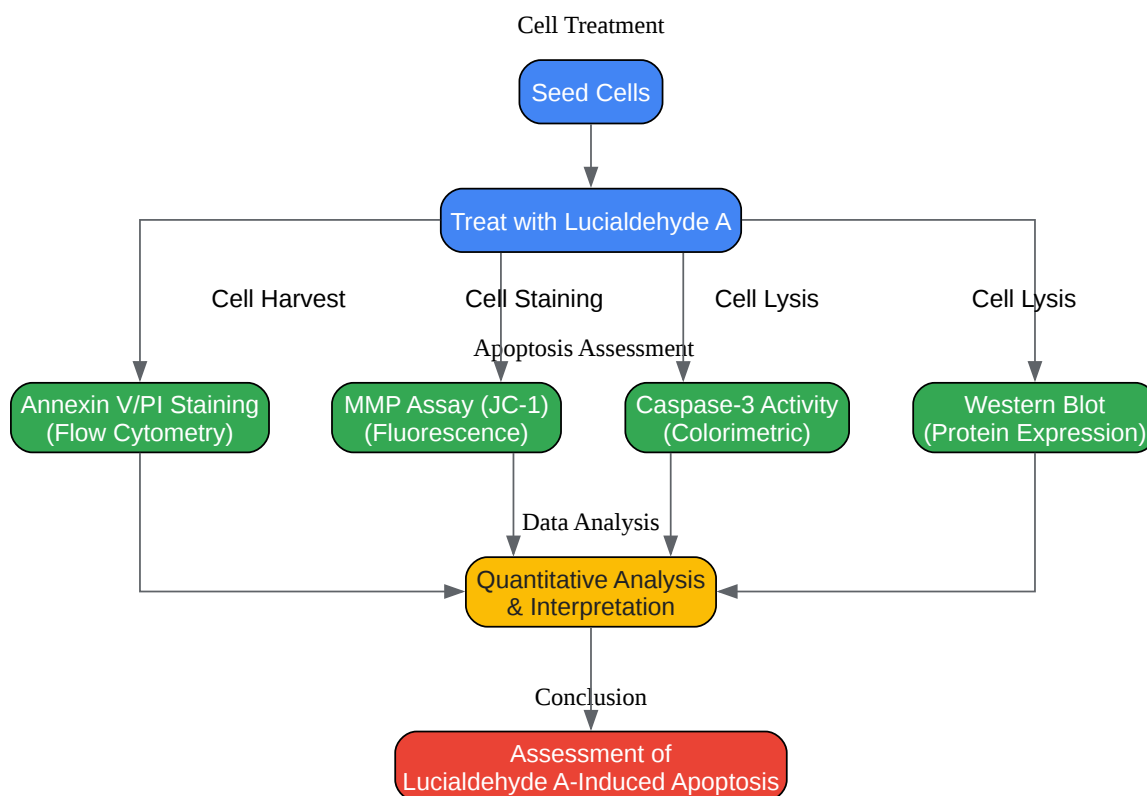 Cell Treatment
Seed Cells
Treat with Lucialdehyde A
Cell Harvest
Cell Staining
Cell Lysis
Cell Lysis
Apoptosis Assessment
Annexin V/PI Staining
(Flow Cytometry)
MMP Assay (JC-1)
(Fluorescence)
Caspase-3 Activity
(Colorimetric)
Western Blot
(Protein Expression)
Data Analysis
Quantitative Analysis
& Interpretation
Conclusion
Assessment of
Lucialdehyde A-Induced Apoptosis